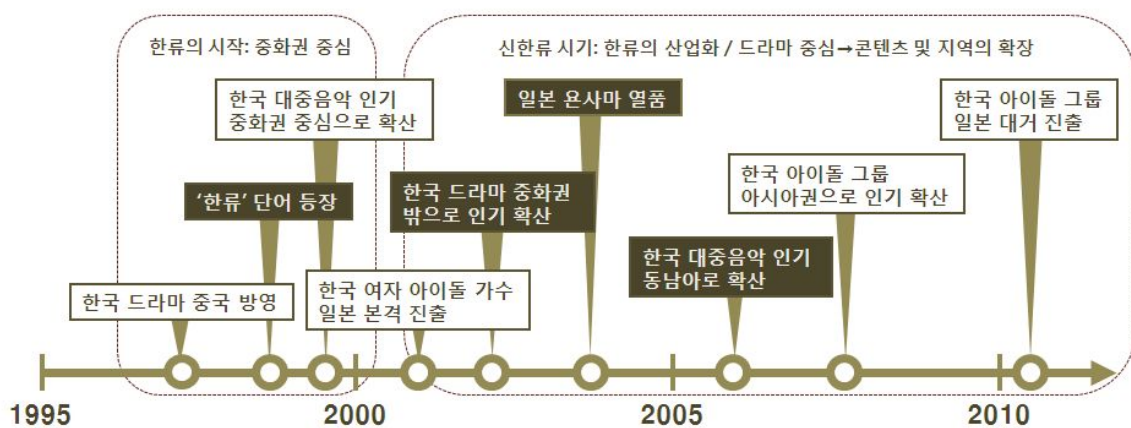 한류의 시작: 중화권 중심
신한류 시기: 한류의 산업화 / 드라마 중심→콘텐츠 및 지역의 확장
한국 대중음악 인기
중화권 중심으로 확산
일본 욘사마 열품
한국 아이돌 그룹
일본 대거 진출
‘한류’ 단어 등장
한국 드라마 중화권
밖으로 인기 확산
한국 아이돌 그룹
아시아권으로 인기 확산
한국 드라마 중국 방영
한국 여자 아이돌 가수
일본 본격 진출
한국 대중음악 인기
동남아로 확산
1995
2000
2005
2010